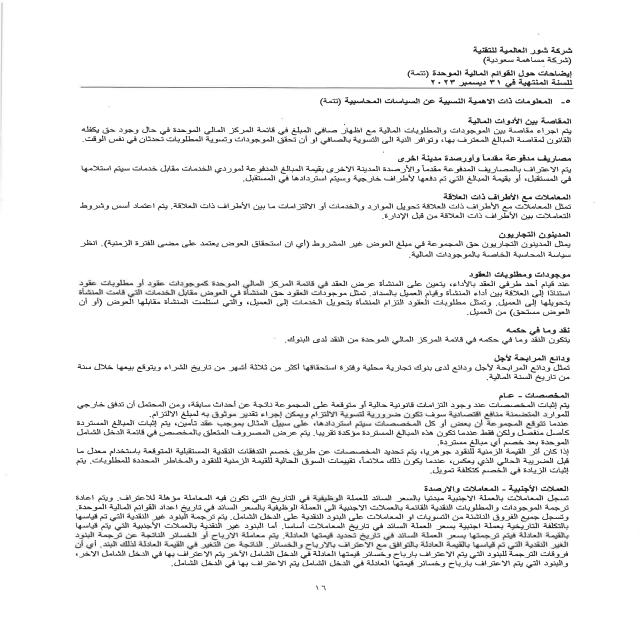 شركة شور العالمية للتقنية
(شركة مساهمة سعودية)
إيضاحات حول القوائم المالية الموحدة (تتمة)
للسنة المنتهية في ٣١ ديسمبر ٢٠٢٣
٥- المعلومات ذات الاهمية النسبية عن السياسات المحاسبية (تتمة)
المقاصة بين الأدوات المالية
يتم اجراء مقاصة بين الموجودات والمطلوبات المالية مع اظهار صافي المبلغ في قائمة المركز المالي الموحدة في حال وجود حق يكفله
القانون لمقاصة المبالغ المعترف بها، وتوافر النية الى التسوية بالصافي او أن تحقق الموجودات وتسوية المطلوبات تحدثان في نفس الوقت.
مصاريف مدفوعة مقدماً وأورصدة مدينة اخرى
يتم الاعتراف بالمصاريف المدفوعة مقدماً والأرصدة المدينة الاخرى بقيمة المبالغ المدفوعة لموردي الخدمات مقابل خدمات سيتم استلامها
في المستقبل، أو بقيمة المبالغ التي تم دفعها لأطراف خارجية وسيتم استردادها في المستقبل.
المعاملات مع الأطراف ذات العلاقة
تمثل المعاملات مع الأطراف ذات العلاقة تحويل الموارد والخدمات أو الالتزامات ما بين الأطراف ذات العلاقة. يتم اعتماد أسس وشروط
التعاملات بين الأطراف ذات العلاقة من قبل الإدارة.
المدينون التجاريون
يمثل المدينون التجاريون حق المجموعة في مبلغ العوض غير المشروط (أي ان استحقاق العوض يعتمد على مضى الفترة الزمنية). انظر
سياسة المحاسبة الخاصة بالموجودات المالية.
موجودات ومطلوبات العقود
عند قيام أحد طرفي العقد بالأداء، يتعين على المنشأة عرض العقد في قائمة المركز المالي الموحدة كموجودات عقود أو مطلوبات عقود
استنادًا إلى العلاقة بين أداء المنشأة وقيام العميل بالسداد. تمثل موجودات العقود حق المنشأة في العوض مقابل الخدمات التي قامت المنشأة
بتحويلها إلى العميل. وتمثل مطلوبات العقود التزام المنشأة بتحويل الخدمات إلى العميل، والتي استلمت المنشأة مقابلها العوض (او أن
العوض مستحق) من العميل.
نقد وما في حكمه
يتكون النقد وما في حكمه في قائمة المركز المالي الموحدة من النقد لدى البنوك.
ودائع المرابحة لأجل
تمثل ودائع المرابحة لأجل ودائع لدى بنوك تجارية محلية وفترة استحقاقها أكثر من ثلاثة أشهر من تاريخ الشراء ويتوقع بيعها خلال سنة
من تاريخ السنة المالية.
المخصصات - عـام
يتم إثبات المخصصات عند وجود التزامات قانونية حالية أو متوقعة على المجموعة ناتجة عن أحداث سابقة، ومن المحتمل أن تدفق خارجي
للموارد المتضمنة منافع اقتصادية سوف تكون ضرورية لتسوية الالتزام ويمكن إجراء تقدير موثوق به لمبلغ الالتزام.
عندما تتوقع المجموعة أن بعض أو كل المخصصات سيتم استردادها، على سبيل المثال بموجب عقد تأمين، يتم إثبات المبالغ المستردة
كأصل منفصل ولكن فقط عندما تكون هذه المبالغ المستردة مؤكدة تقريبا. يتم عرض المصروف المتعلق بالمخصص في قائمة الدخل الشامل
الموحدة بعد خصم أي مبالغ مستردة.
إذا كان أثر القيمة الزمنية للنقود جوهريا، يتم تحديد المخصصات عن طريق خصم التدفقات النقدية المستقبلية المتوقعة باستخدام معدل ما
قبل الضريبة الحالي الذي يعكس، عندما يكون ذلك ملائماً، تقييمات السوق الحالية للقيمة الزمنية للنقود والمخاطر المحددة للمطلوبات. يتم
إثبات الزيادة في الخصم كتكلفة تمويل.
العملات الأجنبية - المعاملات والارصدة
تسجل المعاملات بالعملة الاجنبية مبدئيا بالسعر السائد للعملة الوظيفية في التاريخ التي تكون فيه المعاملة مؤهلة للاعتراف. ويتم اعادة
ترجمة الموجودات والمطلوبات النقدية القائمة بالعملات الاجنبية الى العملة الوظيفية بالسعر السائد في تاريخ اعداد القوائم المالية الموحدة.
وتسجل جميع الفروق الناشئة من التسويات او المعاملات على البنود النقدية على الدخل الشامل. يتم ترجمة البنود غير النقدية التي تم قياسها
بالتكلفة التاريخية بعملة اجنبية بسعر العملة السائد في تاريخ المعاملات أساسا. أما البنود غير النقدية بالعملات الأجنبية التي يتم قياسها
بالقيمة العادلة فيتم ترجمتها بسعر العملة السائد في تاريخ تحديد قيمتها العادلة. يتم معاملة الارباح أو الخسائر الناتجة عن ترجمة البنود
الغير النقدية التي تم قياسها بالقيمة العادلة بالتوافق مع الاعتراف بالارباح والخسائر. الناتجة عن التغير في القيمة العادلة لذلك البند. أي أن
فروقات الترجمة للبنود التي يتم الاعتراف بارباح وخسائر قيمتها العادلة في الدخل الشامل الآخر يتم الاعتراف بها في الدخل الشامل الاخر،
والبنود التي يتم الاعتراف بارباح وخسائر قيمتها العادلة في الدخل الشامل يتم الاعتراف بها في الدخل الشامل.
١٦